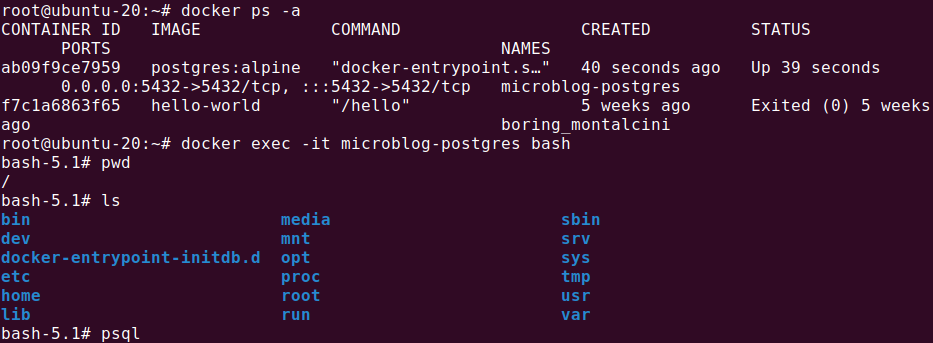 root@ubuntu-20:~# docker ps -a
CONTAINER ID   IMAGE             COMMAND                  CREATED          STATUS
      PORTS                                       NAMES
ab09f9ce7959   postgres:alpine   "docker-entrypoint.s…"   40 seconds ago   Up 39 seconds
      0.0.0.0:5432->5432/tcp, :::5432->5432/tcp   microblog-postgres
f7c1a6863f65   hello-world       "/hello"                 5 weeks ago      Exited (0) 5 weeks
ago                                               boring_montalcini
root@ubuntu-20:~# docker exec -it microblog-postgres bash
bash-5.1# pwd
/
bash-5.1# ls
bin                         media                       sbin
dev                         mnt                         srv
docker-entrypoint-initdb.d  opt                         sys
etc                         proc                        tmp
home                        root                        usr
lib                         run                         var
bash-5.1# psql